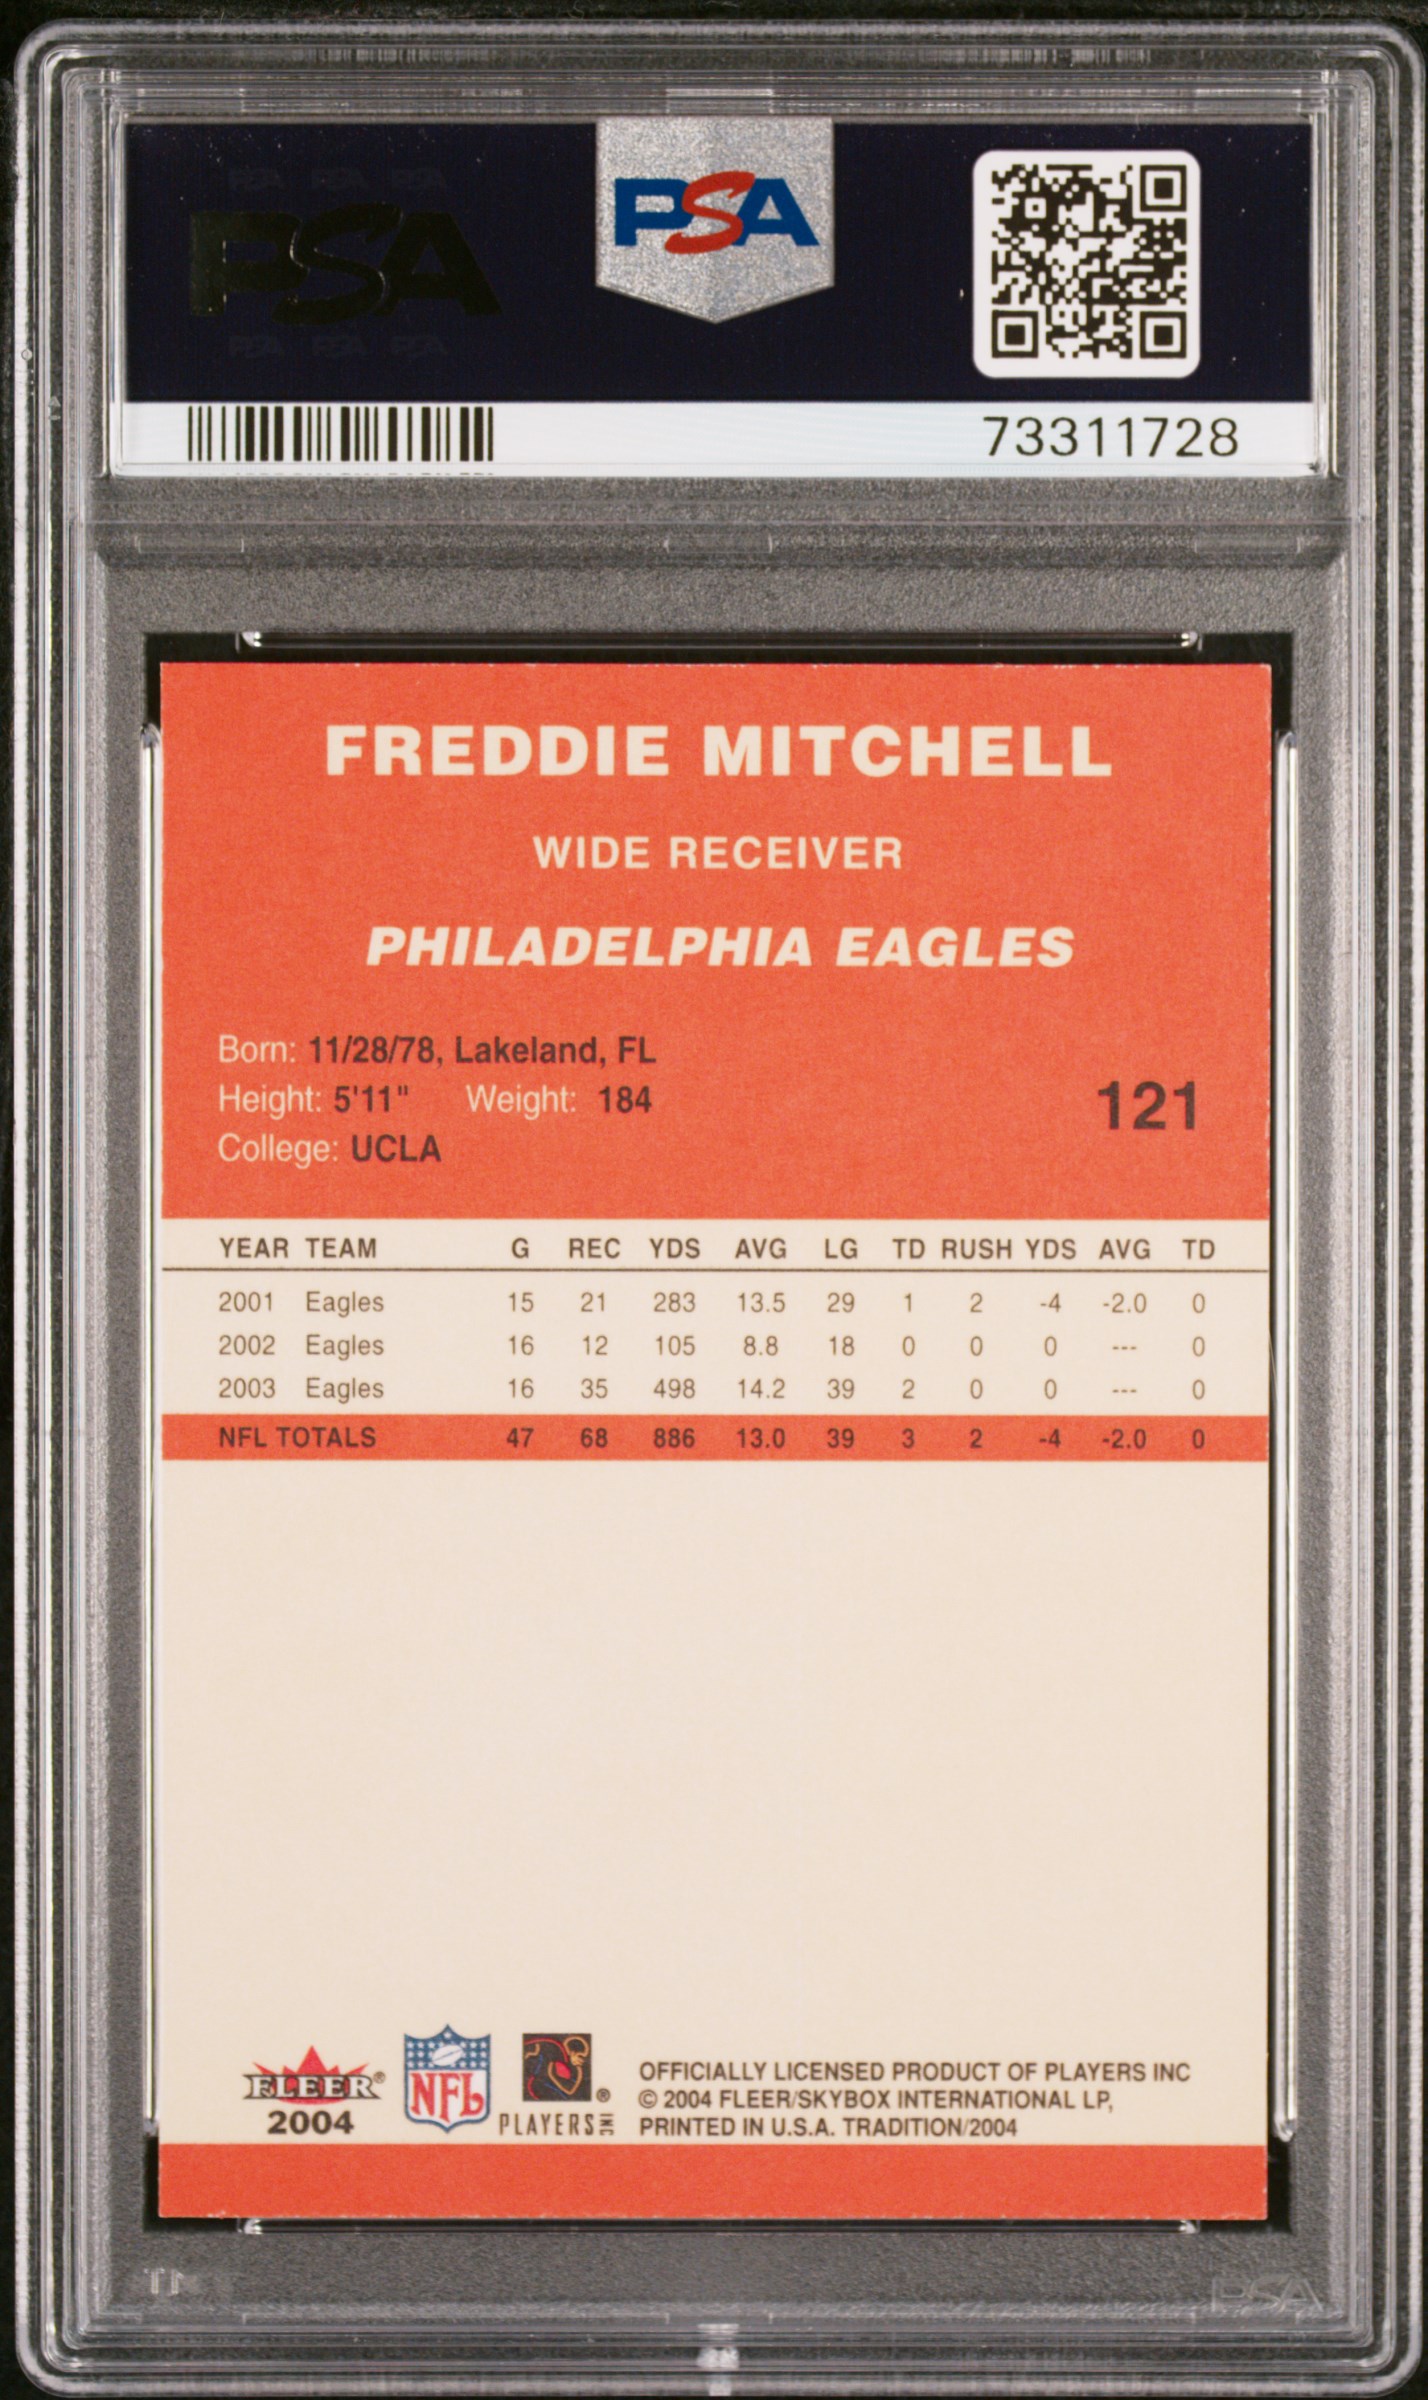 PSA
PSA
73311728
FREDDIE MITCHELL
WIDE RECEIVER
PHILADELPHIA EAGLES
Born: 11/28/78, Lakeland, FL
Height: 5'11" Weight: 184
College: UCLA
121
YEAR TEAM G REC YDS AVG LG TD RUSH YDS AVG TD
2001 Eagles 15 21 283 13.5 29 1 2 -4 -2.0 0
2002 Eagles 16 12 105 8.8 18 0 0 0 --- 0
2003 Eagles 16 35 498 14.2 39 2 0 0 --- 0
NFL TOTALS 47 68 886 13.0 39 3 2 -4 -2.0 0
FLEER®
2004
NFL
®
PLAYERS INC
OFFICIALLY LICENSED PRODUCT OF PLAYERS INC
© 2004 FLEER/SKYBOX INTERNATIONAL LP,
PRINTED IN U.S.A. TRADITION/2004
PSA